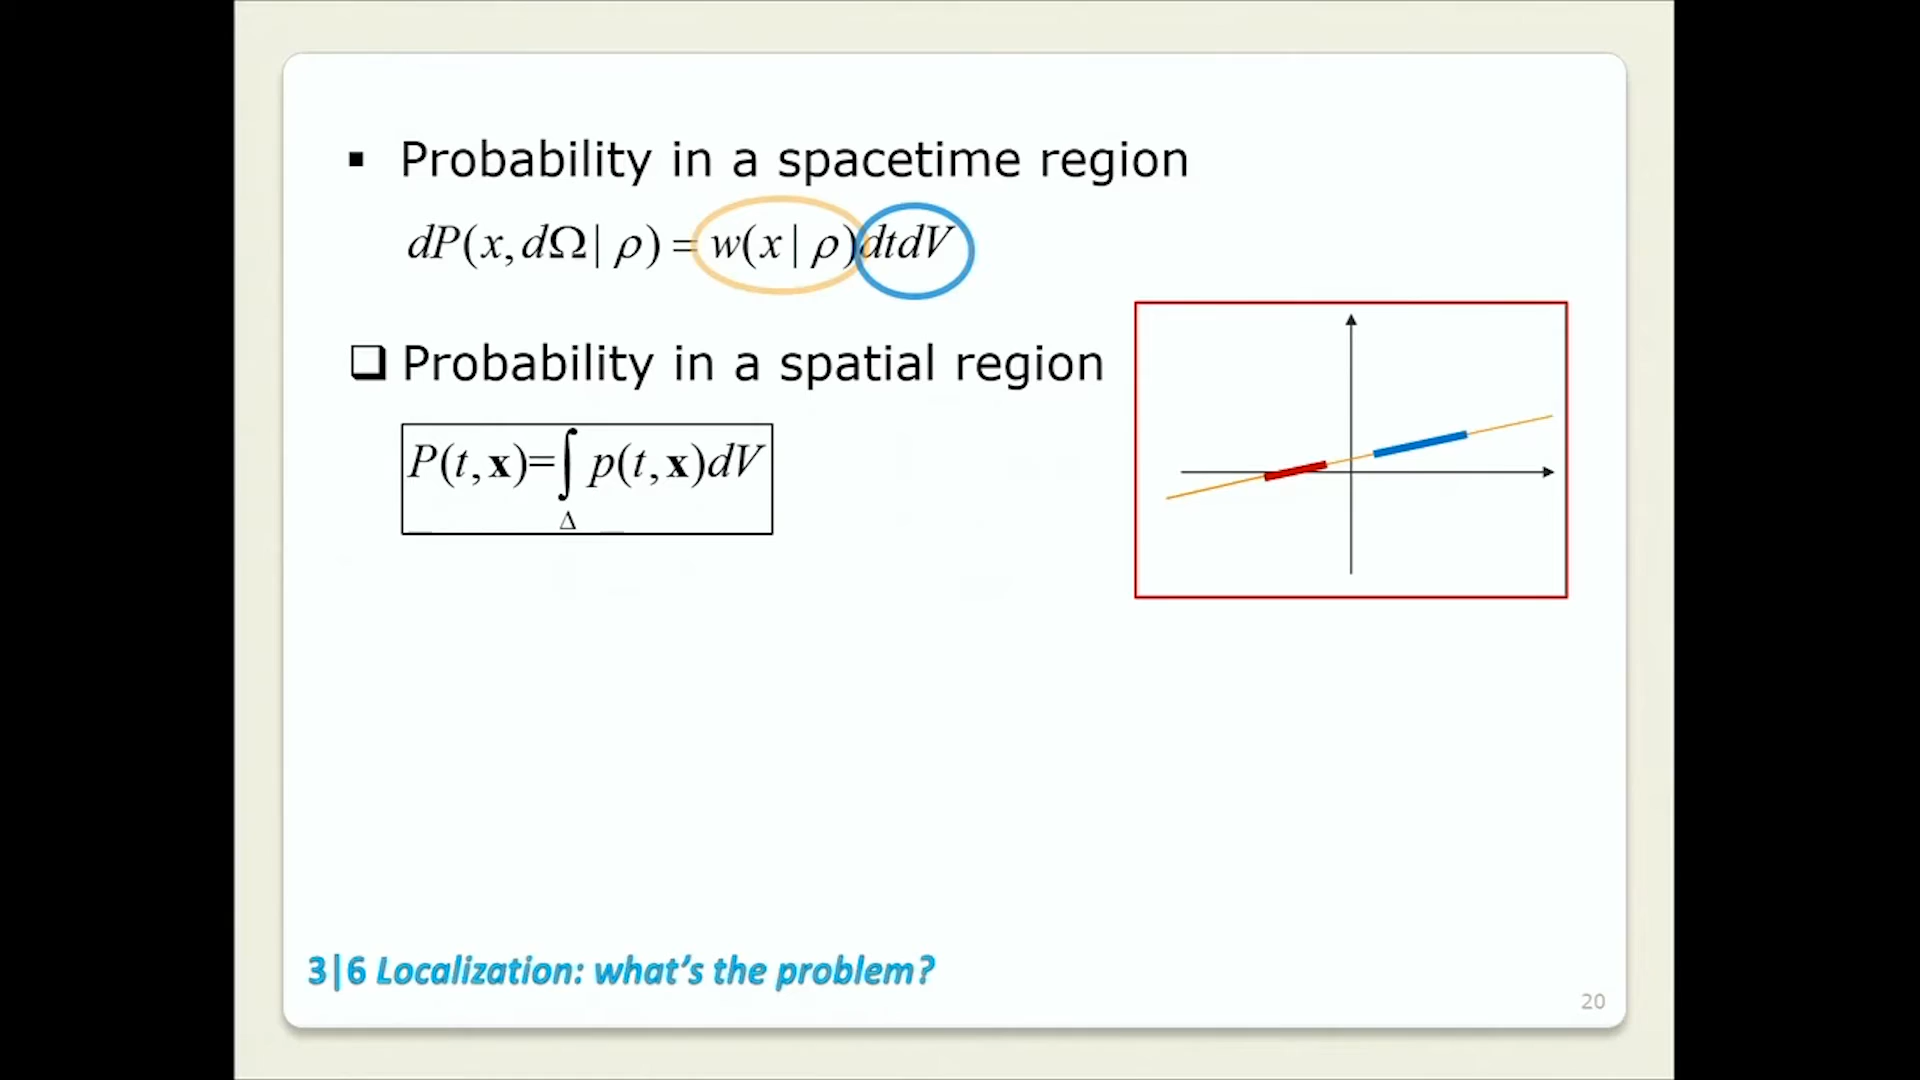 ▪ Probability in a spacetime region
dP(x, dΩ | ρ) = w(x | ρ)dtdV
❑ Probability in a spatial region
P(t, x)=∫ p(t, x)dV
Δ
3|6 Localization: what's the problem?
20